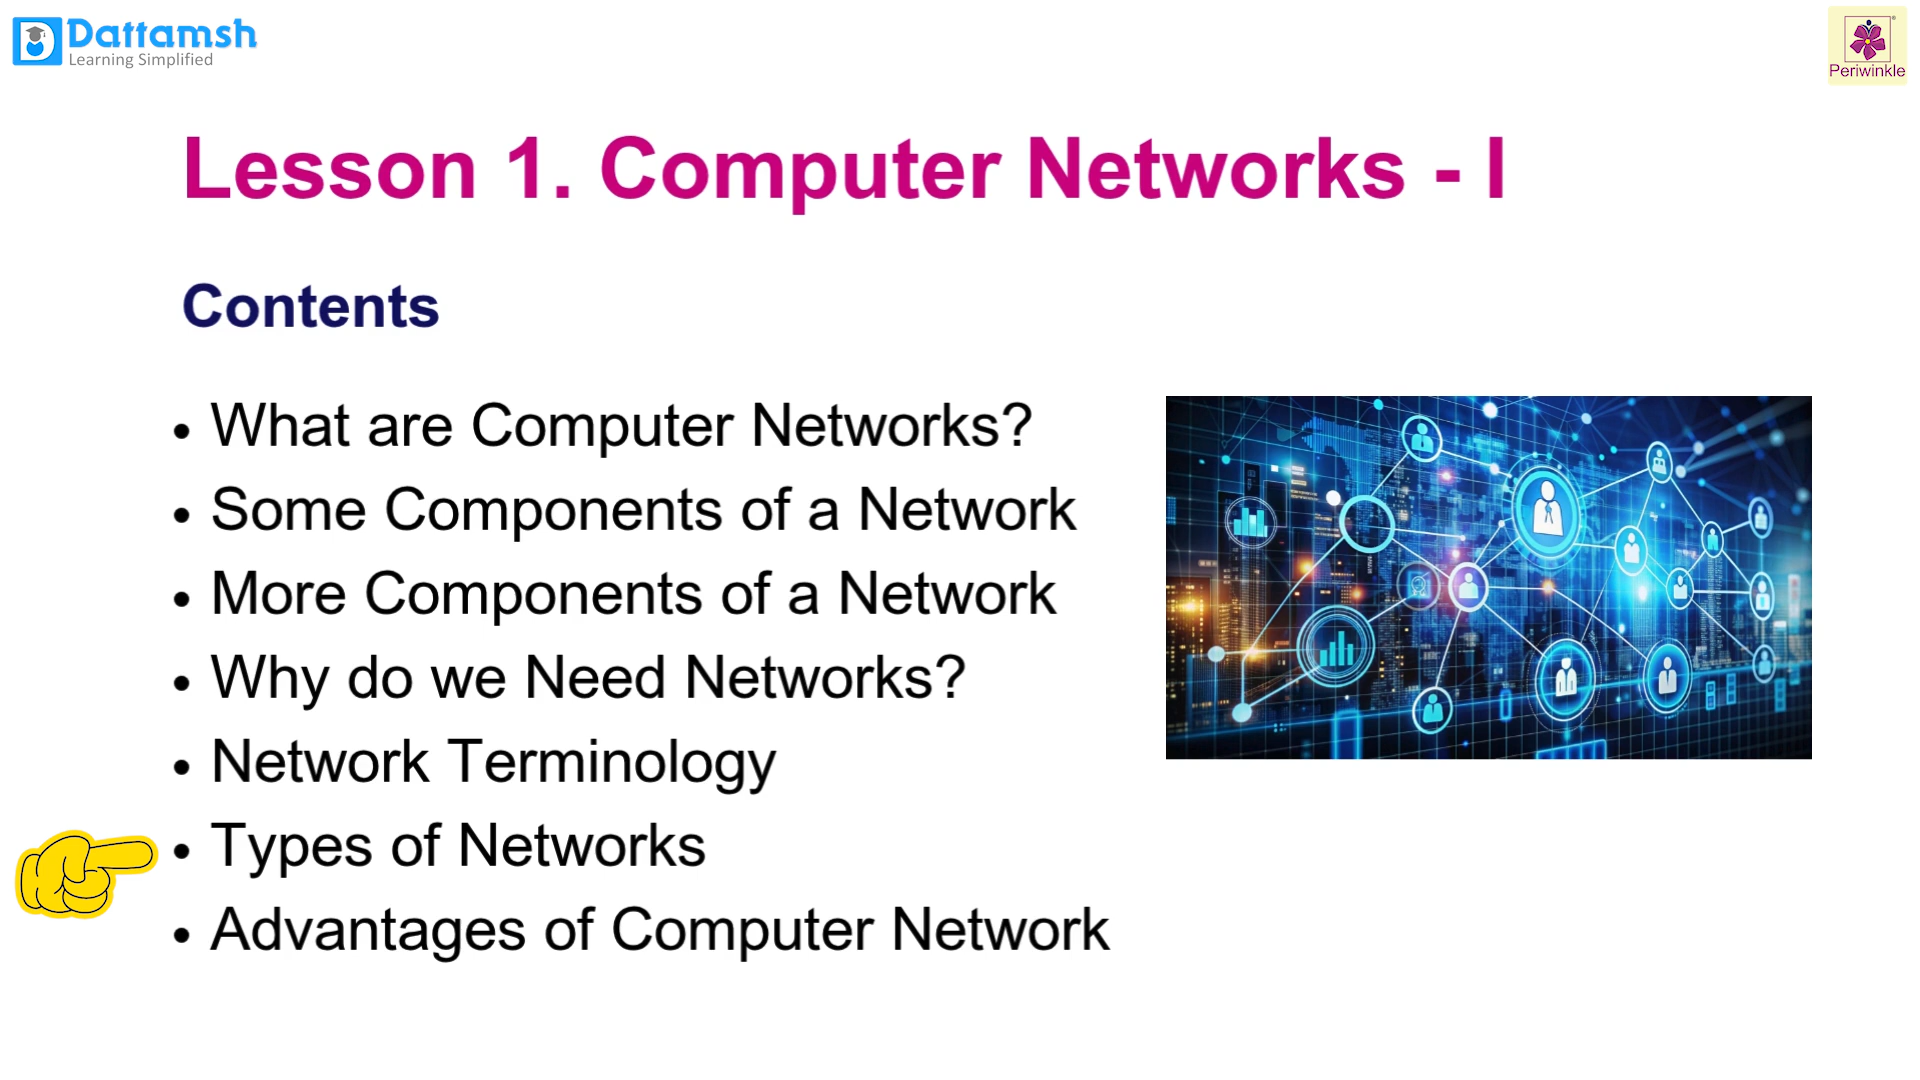 Dattamsh
Learning Simplified
Periwinkle
Lesson 1. Computer Networks - I
Contents
• What are Computer Networks?
• Some Components of a Network
• More Components of a Network
• Why do we Need Networks?
• Network Terminology
• Types of Networks
• Advantages of Computer Network